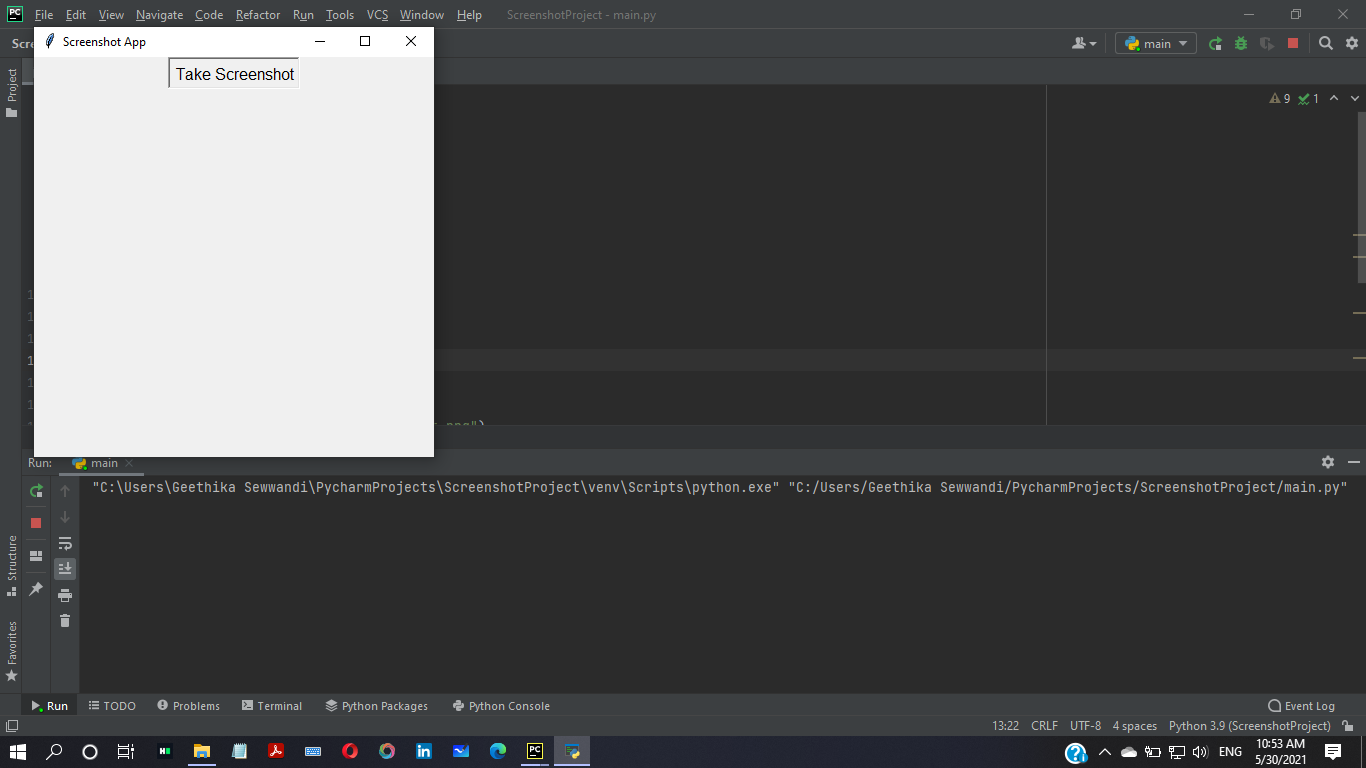 PC File Edit View Navigate Code Refactor Run Tools VCS Window Help ScreenshotProject - main.py
Screenshot App
main
Take Screenshot
Project
9 1
png")
Run: main
"C:\Users\Geethika Sewwandi\PycharmProjects\ScreenshotProject\venv\Scripts\python.exe" "C:/Users/Geethika Sewwandi/PycharmProjects/ScreenshotProject/main.py"
Structure
Favorites
Run TODO Problems Terminal Python Packages Python Console Event Log
13:22 CRLF UTF-8 4 spaces Python 3.9 (ScreenshotProject)
PC ENG 10:53 AM
5/30/2021